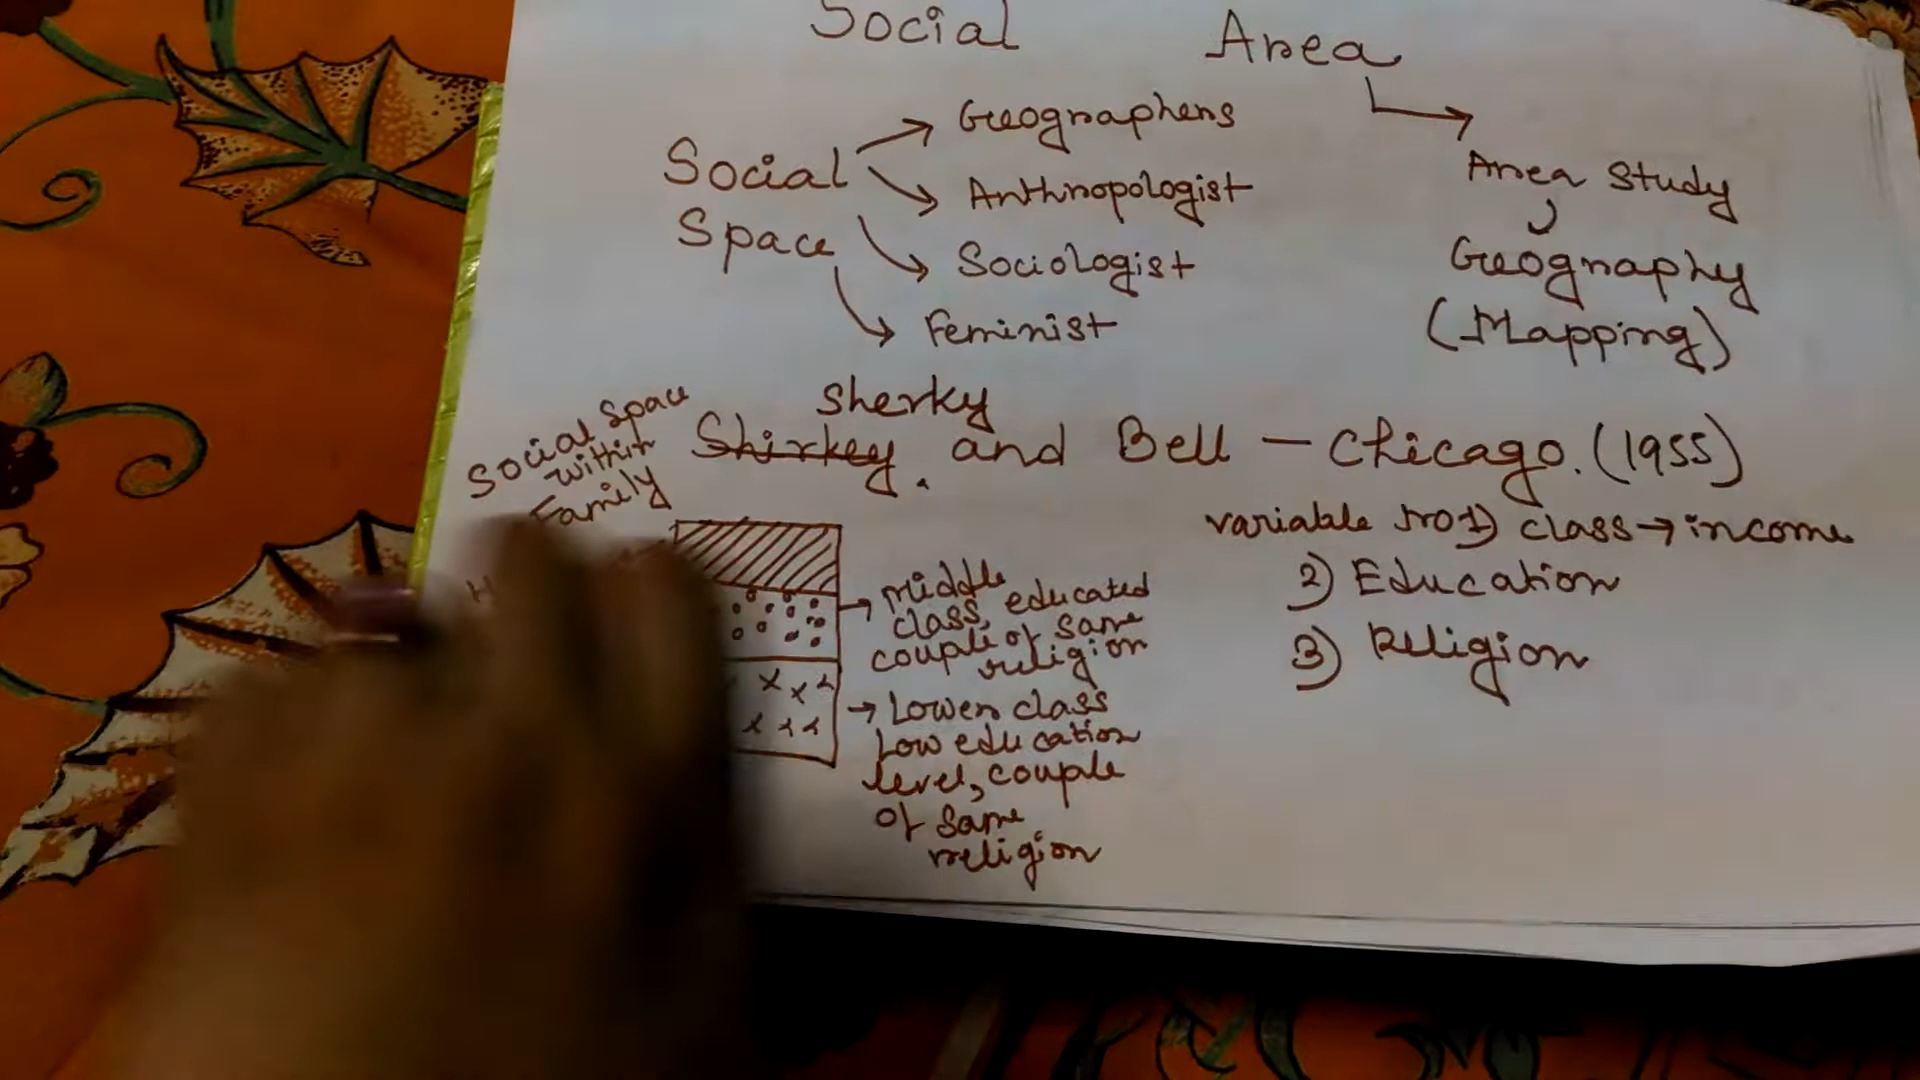 Social Area
Social Space
Geographers
Anthropologist
Sociologist
Feminist
Area Study
Geography
(Mapping)
Sherky
Shirkey and Bell - Chicago. (1955)
Social Space
within
Family
variable no 1) class → income
2) Education
3) Religion
→ middle
class, educated
couple of same
religion
→ Lower class
Low education
level, couple
of same
religion